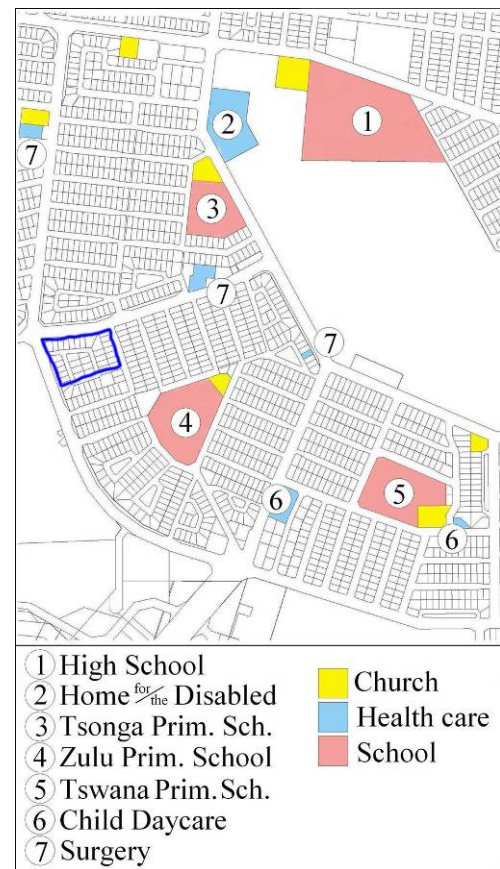 1
2
7
3
7
7
4
5
6
6
1 High School
2 Home for the Disabled
3 Tsonga Prim. Sch.
4 Zulu Prim. School
5 Tswana Prim. Sch.
6 Child Daycare
7 Surgery
Church
Health care
School